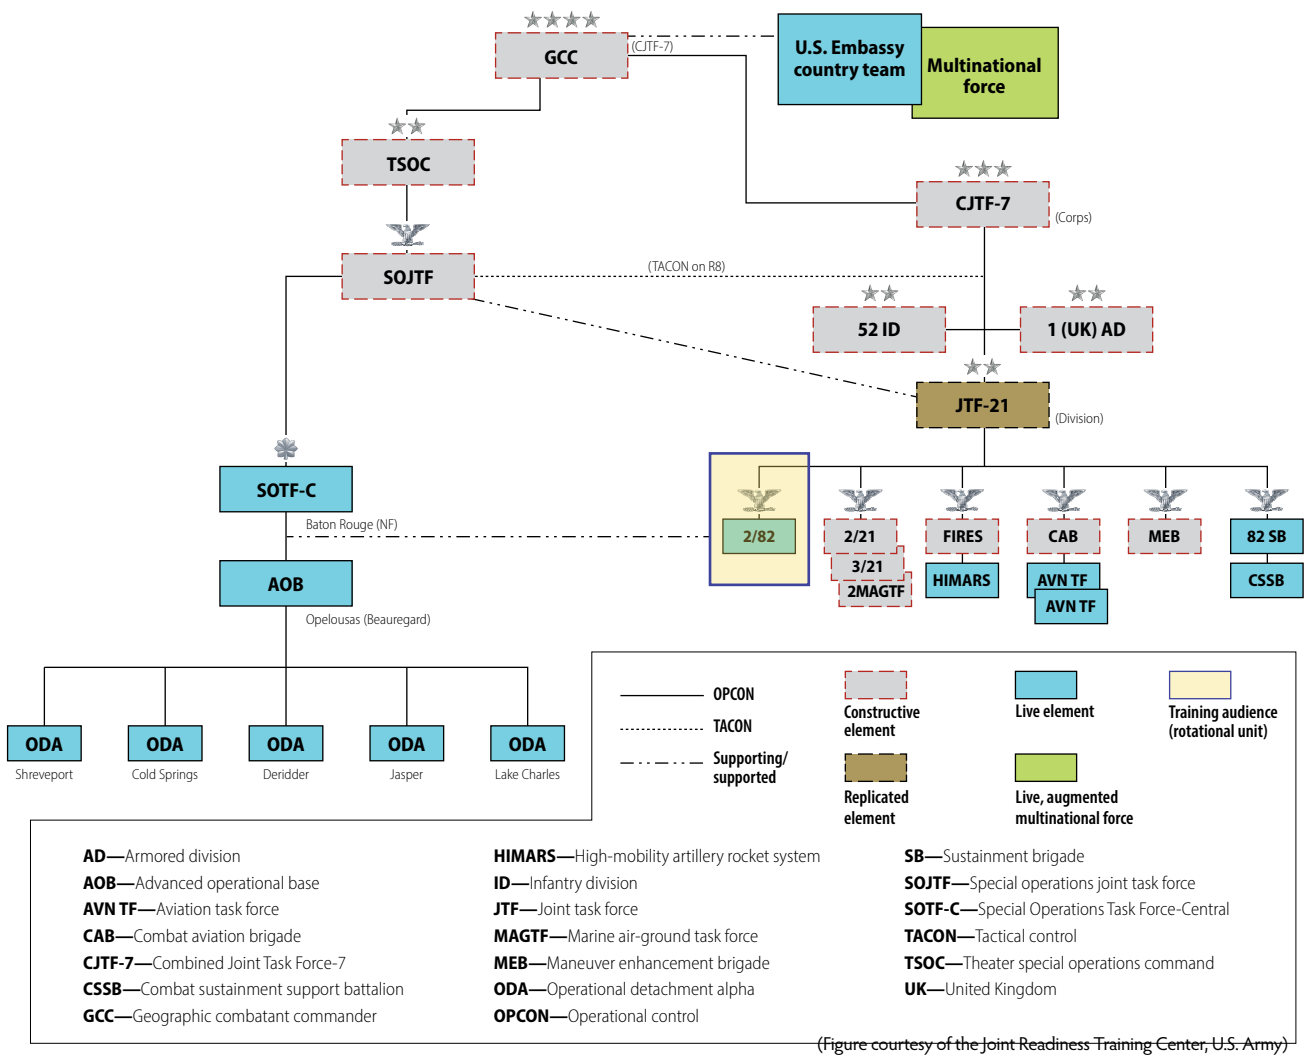 GCC
(CJTF-7)
U.S. Embassy
country team
Multinational
force
TSOC
CJTF-7
(Corps)
SOJTF
(TACON on R8)
52 ID
1 (UK) AD
JTF-21
(Division)
SOTF-C
Baton Rouge (NF)
AOB
Opelousas (Beauregard)
2/82
2/21
3/21
2MAGTF
FIRES
HIMARS
CAB
AVN TF
AVN TF
MEB
82 SB
CSSB
ODA
Shreveport
ODA
Cold Springs
ODA
Deridder
ODA
Jasper
ODA
Lake Charles
OPCON
TACON
Supporting/
supported
Constructive
element
Replicated
element
Live element
Live, augmented
multinational force
Training audience
(rotational unit)
AD—Armored division
AOB—Advanced operational base
AVN TF—Aviation task force
CAB—Combat aviation brigade
CJTF-7—Combined Joint Task Force-7
CSSB—Combat sustainment support battalion
GCC—Geographic combatant commander
HIMARS—High-mobility artillery rocket system
ID—Infantry division
JTF—Joint task force
MAGTF—Marine air-ground task force
MEB—Maneuver enhancement brigade
ODA—Operational detachment alpha
OPCON—Operational control
SB—Sustainment brigade
SOJTF—Special operations joint task force
SOTF-C—Special Operations Task Force-Central
TACON—Tactical control
TSOC—Theater special operations command
UK—United Kingdom
(Figure courtesy of the Joint Readiness Training Center, U.S. Army)